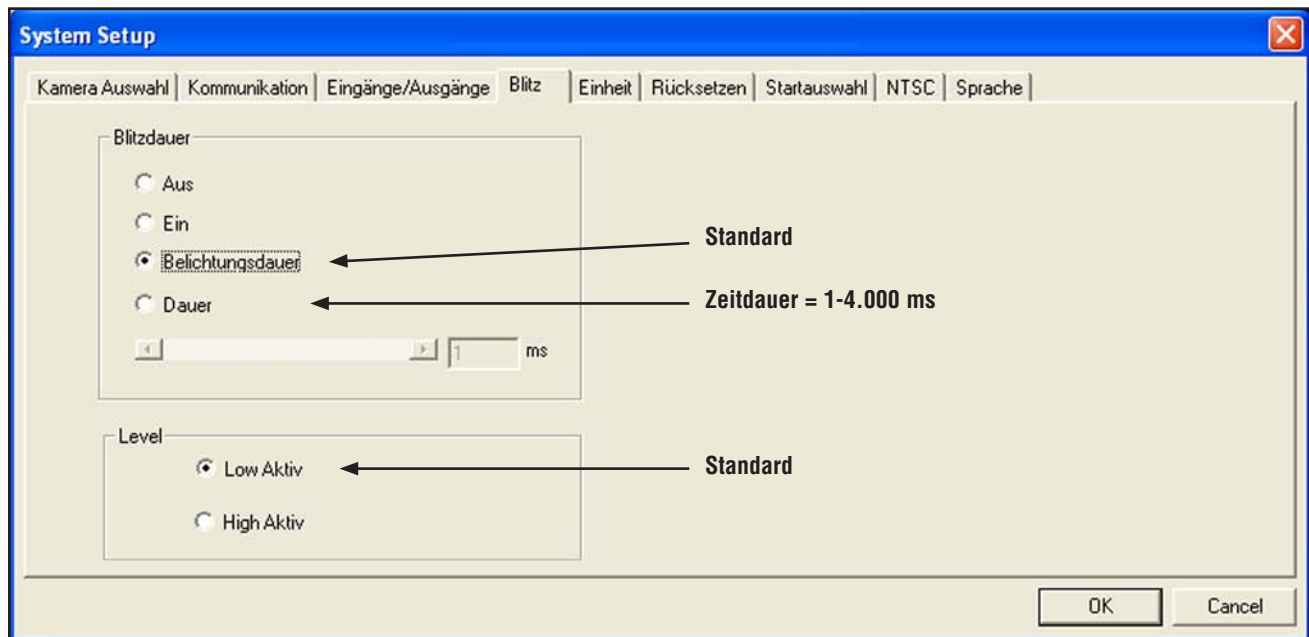 System Setup
Kamera Auswahl Kommunikation Eingänge/Ausgänge Blitz Einheit Rücksetzen Startauswahl NTSC Sprache
Blitzdauer
Aus
Ein
Belichtungsdauer
Standard
Dauer
Zeitdauer = 1-4.000 ms
1 ms
Level
Low Aktiv
Standard
High Aktiv
OK Cancel